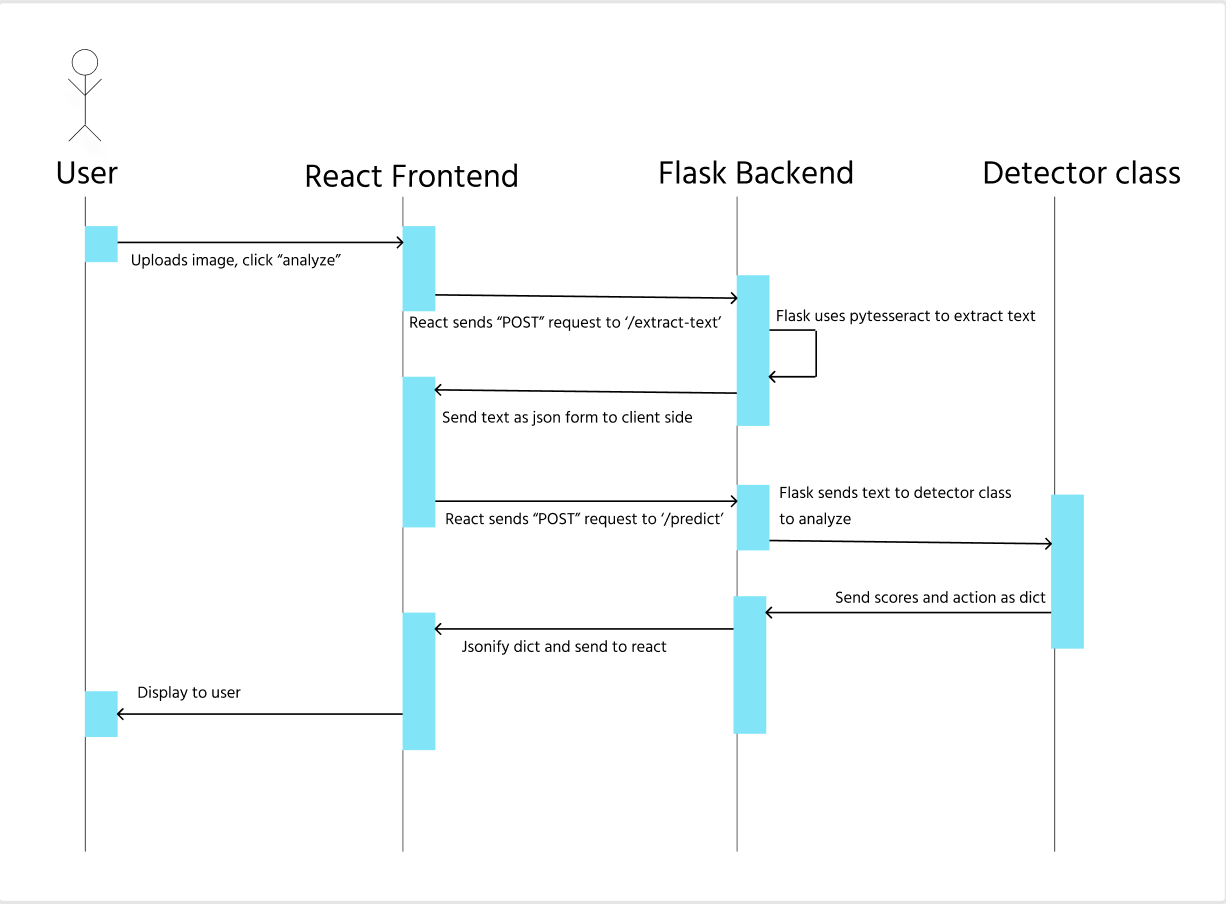 User
React Frontend
Flask Backend
Detector class
Uploads image, click “analyze”
React sends “POST” request to ‘/extract-text’
Flask uses pytesseract to extract text
Send text as json form to client side
React sends “POST” request to ‘/predict’
Flask sends text to detector class
to analyze
Send scores and action as dict
Jsonify dict and send to react
Display to user